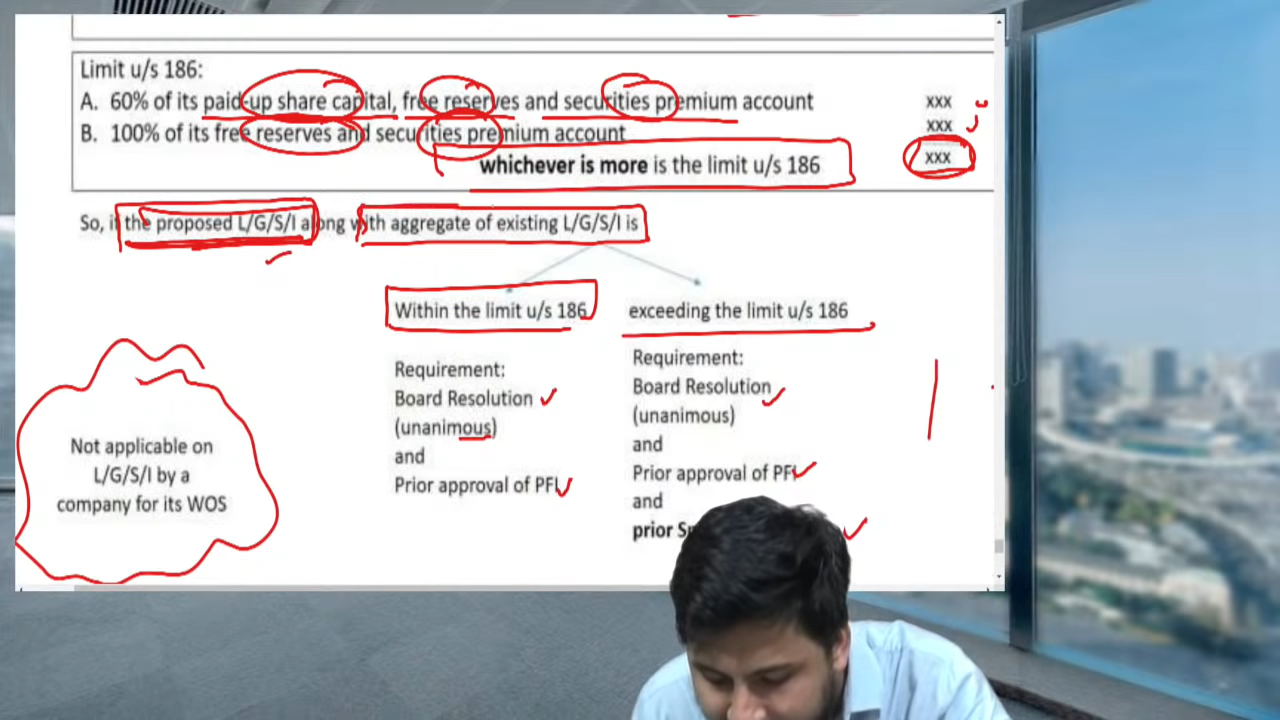 Limit u/s 186:
A. 60% of its paid-up share capital, free reserves and securities premium account xxx
B. 100% of its free reserves and securities premium account xxx
whichever is more is the limit u/s 186 xxx
So, if the proposed L/G/S/I along with aggregate of existing L/G/S/I is
Within the limit u/s 186
exceeding the limit u/s 186
Requirement:
Board Resolution
(unanimous)
and
Prior approval of PFI
Requirement:
Board Resolution
(unanimous)
and
Prior approval of PFI
and
prior
Not applicable on
L/G/S/I by a
company for its WOS